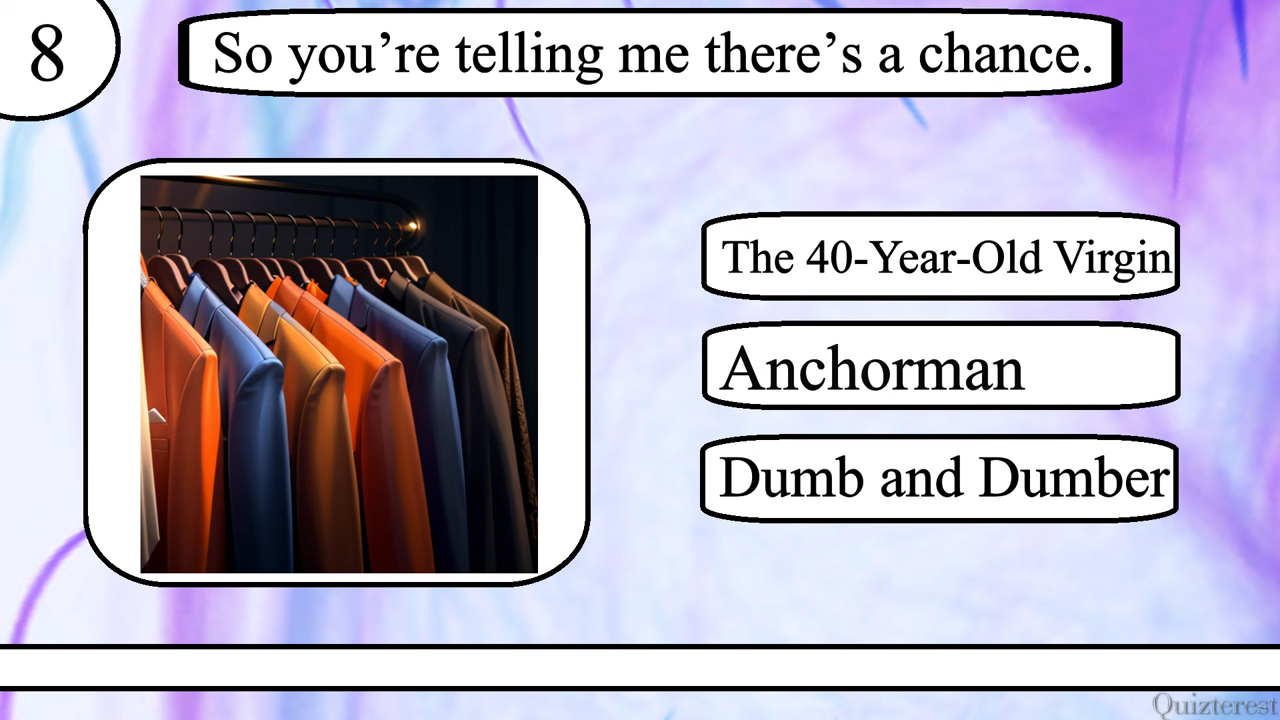 8
So you’re telling me there’s a chance.
The 40-Year-Old Virgin
Anchorman
Dumb and Dumber
Quizterest